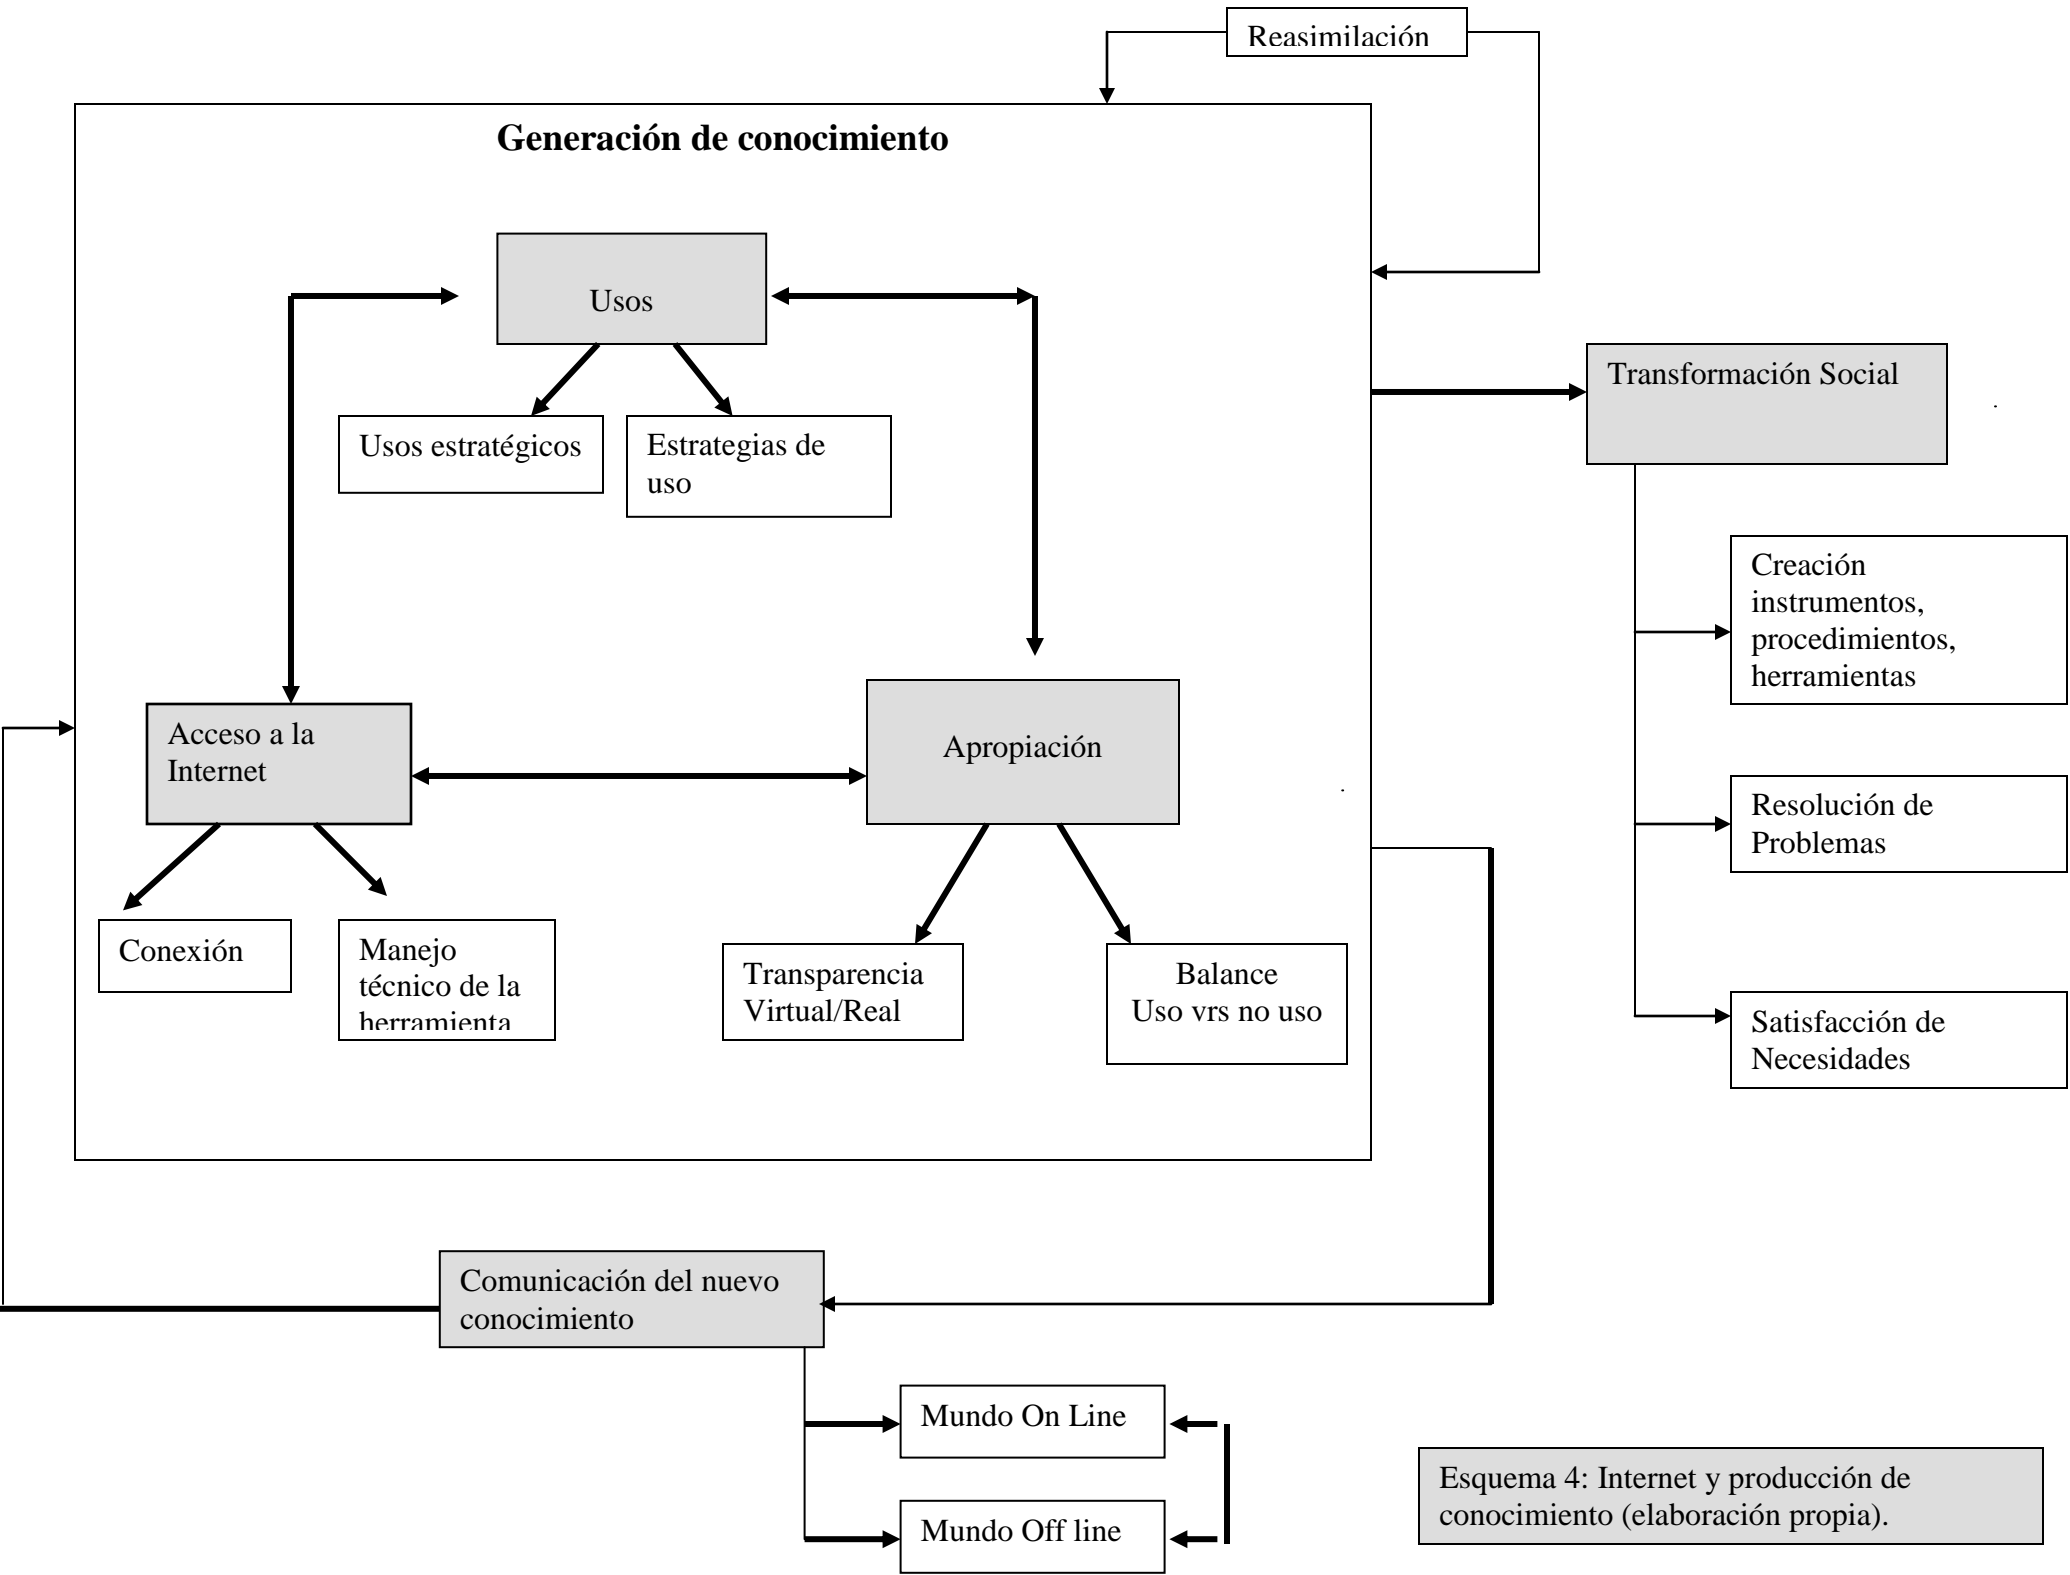 Reasimilación
Generación de conocimiento
Usos
Usos estratégicos
Estrategias de
uso
Transformación Social
Creación
instrumentos,
procedimientos,
herramientas
Resolución de
Problemas
Satisfacción de
Necesidades
Acceso a la
Internet
Apropiación
Conexión
Manejo
técnico de la
herramienta
Transparencia
Virtual/Real
Balance
Uso vrs no uso
Comunicación del nuevo
conocimiento
Mundo On Line
Mundo Off line
Esquema 4: Internet y producción de
conocimiento (elaboración propia).